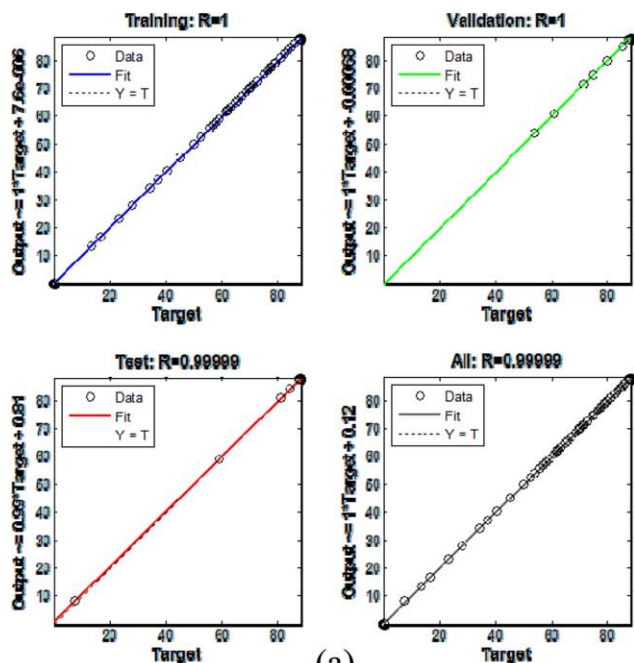 Training: R=1
Output ~= 1*Target + 7.6e-006
80
70
60
50
40
30
20
10
Data
Fit
Y = T
20 40 60 80
Target
Validation: R=1
Output ~= 1*Target + -0.00068
80
70
60
50
40
30
20
10
Data
Fit
Y = T
20 40 60 80
Target
Test: R=0.99999
Output ~= 0.99*Target + 0.81
80
70
60
50
40
30
20
10
Data
Fit
Y = T
20 40 60 80
Target
All: R=0.99999
Output ~= 1*Target + 0.12
80
70
60
50
40
30
20
10
Data
Fit
Y = T
20 40 60 80
Target
(a)